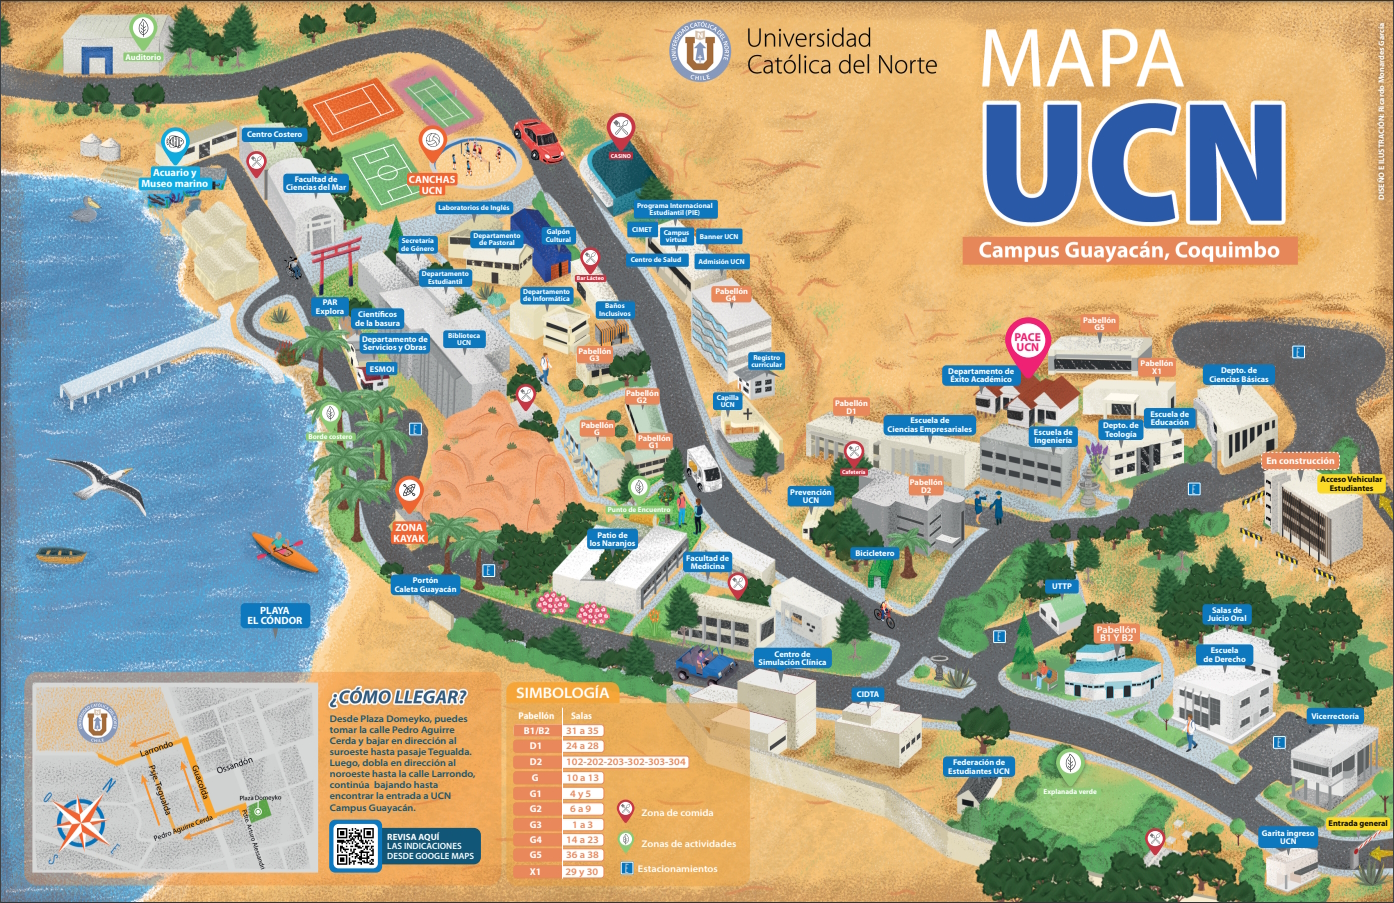 Universidad
Católica del Norte
UNIVERSIDAD CATOLICA DEL NORTE
CHILE
MAPA
UCN
Campus Guayacán, Coquimbo
DISEÑO E ILUSTRACIÓN: Ricardo Monardes García
Auditorio
Centro Costero
Acuario y
Museo marino
Facultad de
Ciencias del Mar
CANCHAS
UCN
CASINO
Laboratorios de Inglés
Programa Internacional
Estudiantil (PIE)
CIMET
Campus
virtual
Banner UCN
Centro de Salud
Admisión UCN
Secretaría
de Género
Departamento
de Pastoral
Galpón
Cultural
Bar Lácteo
Departamento
Estudiantil
Departamento
de Informática
Baños
Inclusivos
Pabellón
G4
PAR
Explora
Científicos
de la basura
Departamento de
Servicios y Obras
ESMOI
Biblioteca
UCN
Pabellón
G3
Registro
curricular
Pabellón
G2
Capilla
UCN
Pabellón
G
Pabellón
G1
Borde costero
E
ZONA
KAYAK
Punto de Encuentro
PACE
UCN
Pabellón
G5
Departamento de
Éxito Académico
Pabellón
X1
Depto. de
Ciencias Básicas
E
Pabellón
D1
Escuela de
Ciencias Empresariales
Escuela de
Ingeniería
Depto. de
Teología
Escuela de
Educación
Cafetería
En construcción
Acceso Vehicular
Estudiantes
Prevención
UCN
Pabellón
D2
E
Patio de
los Naranjos
Facultad de
Medicina
Bicicletero
Portón
Caleta Guayacán
E
UTTP
PLAYA
EL CÓNDOR
Salas de
Juicio Oral
Pabellón
B1 Y B2
E
Escuela
de Derecho
Centro de
Simulación Clínica
CIDTA
Vicerrectoría
E
Federación de
Estudiantes UCN
Explanada verde
Entrada general
Garita ingreso
UCN
E
¿CÓMO LLEGAR?
Desde Plaza Domeyko, puedes
tomar la calle Pedro Aguirre
Cerda y bajar en dirección al
suroeste hasta pasaje Tegualda.
Luego, dobla en dirección al
noroeste hasta la calle Larrondo,
continúa bajando hasta
encontrar la entrada a UCN
Campus Guayacán.
REVISA AQUÍ
LAS INDICACIONES
DESDE GOOGLE MAPS
Larrondo
Psje. Tegualda
Guacolda
Ossandón
Plaza Domeyko
Pedro Aguirre Cerda
Pdte. Arturo Alessandri
N
O
E
S
SIMBOLOGÍA
Pabellón Salas
B1/B2 31 a 35
D1 24 a 28
D2 102-202-203-302-303-304
G 10 a 13
G1 4 y 5
G2 6 a 9
G3 1 a 3
G4 14 a 23
G5 36 a 38
X1 29 y 30
Zona de comida
Zonas de actividades
E Estacionamientos